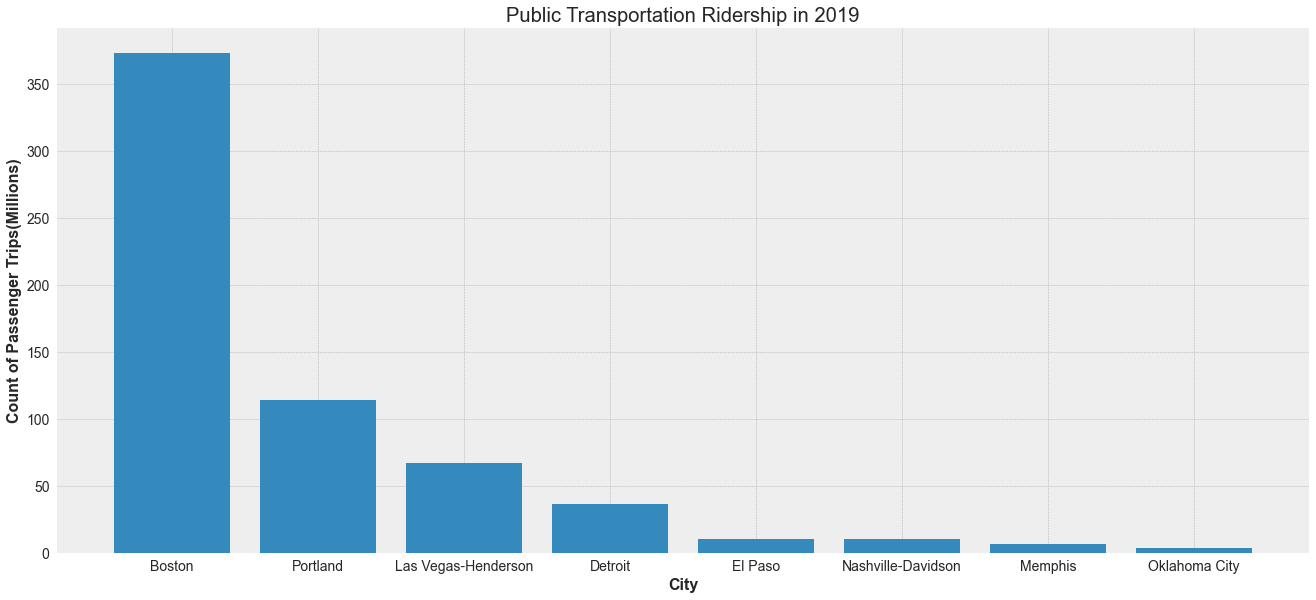 Public Transportation Ridership in 2019
Count of Passenger Trips(Millions)
350
300
250
200
150
100
50
0
Boston Portland Las Vegas-Henderson Detroit El Paso Nashville-Davidson Memphis Oklahoma City
City